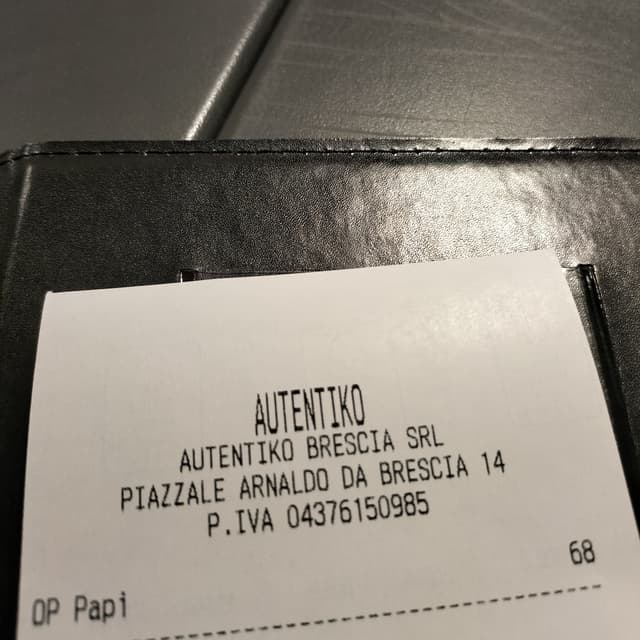 AUTENTIKO
AUTENTIKO BRESCIA SRL
PIAZZALE ARNALDO DA BRESCIA 14
P.IVA 04376150985
OP Papi 68